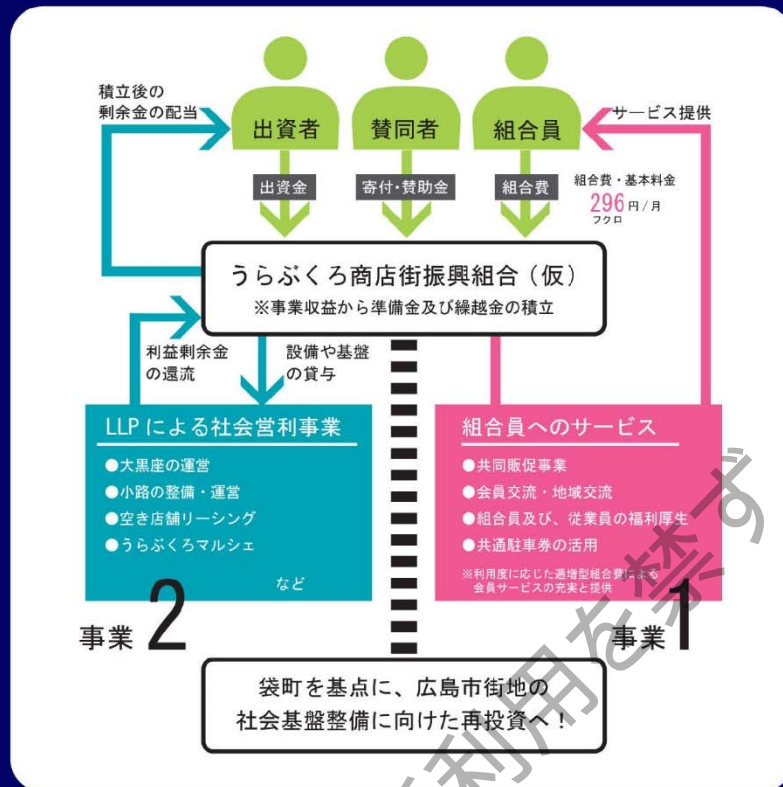 積立後の
剰余金の配当
サービス提供
出資者
賛同者
組合員
出資金
寄付・賛助金
組合費
組合費・基本料金
296円/月
フクロ
うらぶくろ商店街振興組合（仮）
※事業収益から準備金及び繰越金の積立
利益剰余金
の還流
設備や基盤
の貸与
LLPによる社会営利事業
●大黒座の運営
●小路の整備・運営
●空き店舗リーシング
●うらぶくろマルシェ
など
事業2
組合員へのサービス
●共同販促事業
●会員交流・地域交流
●組合員及び、従業員の福利厚生
●共通駐車券の活用
※利用度に応じた逓増型組合費による
会員サービスの充実と提供
事業1
袋町を基点に、広島市街地の
社会基盤整備に向けた再投資へ！
利用を禁ず